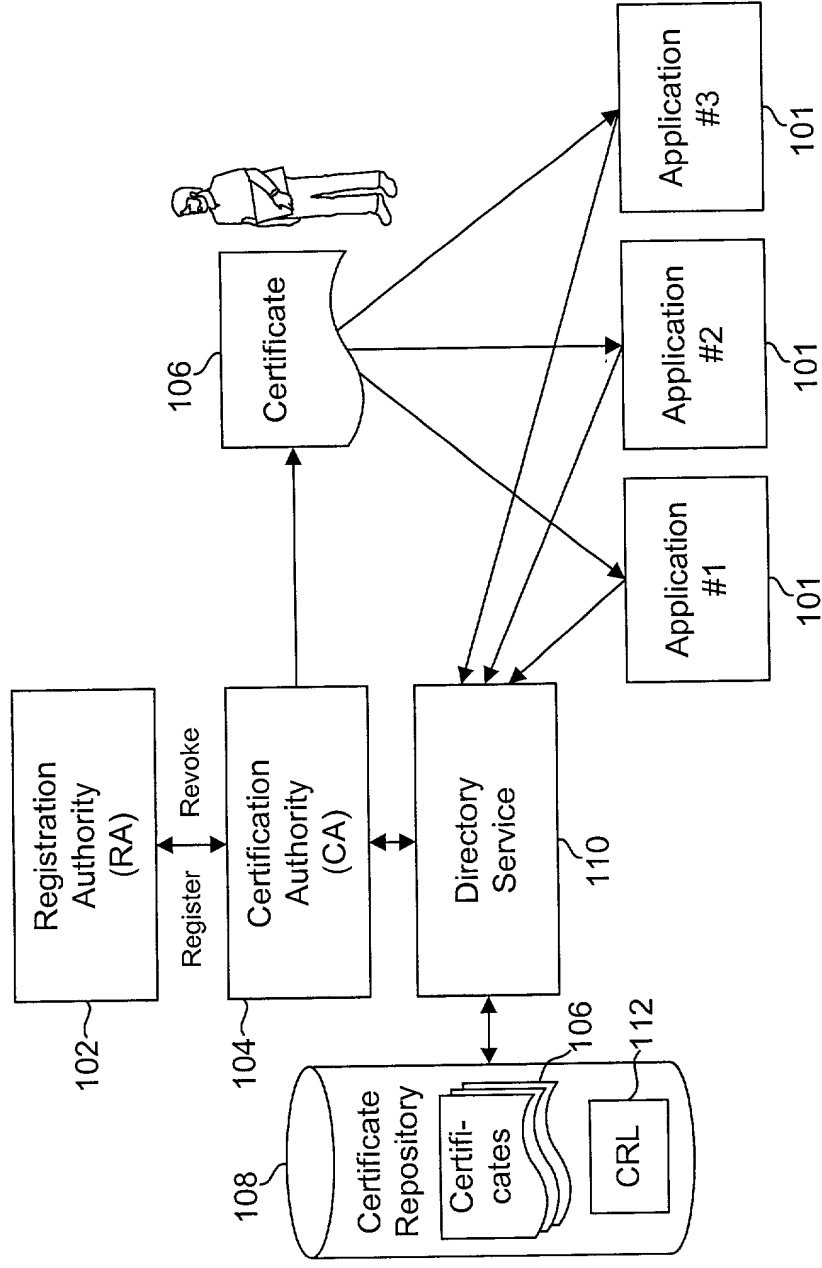 102
Registration
Authority
(RA)
Register
Revoke
104
Certification
Authority
(CA)
106
Certificate
108
Certificate
Repository
Certifi-
cates
106
CRL
112
Directory
Service
110
Application
#1
101
Application
#2
101
Application
#3
101